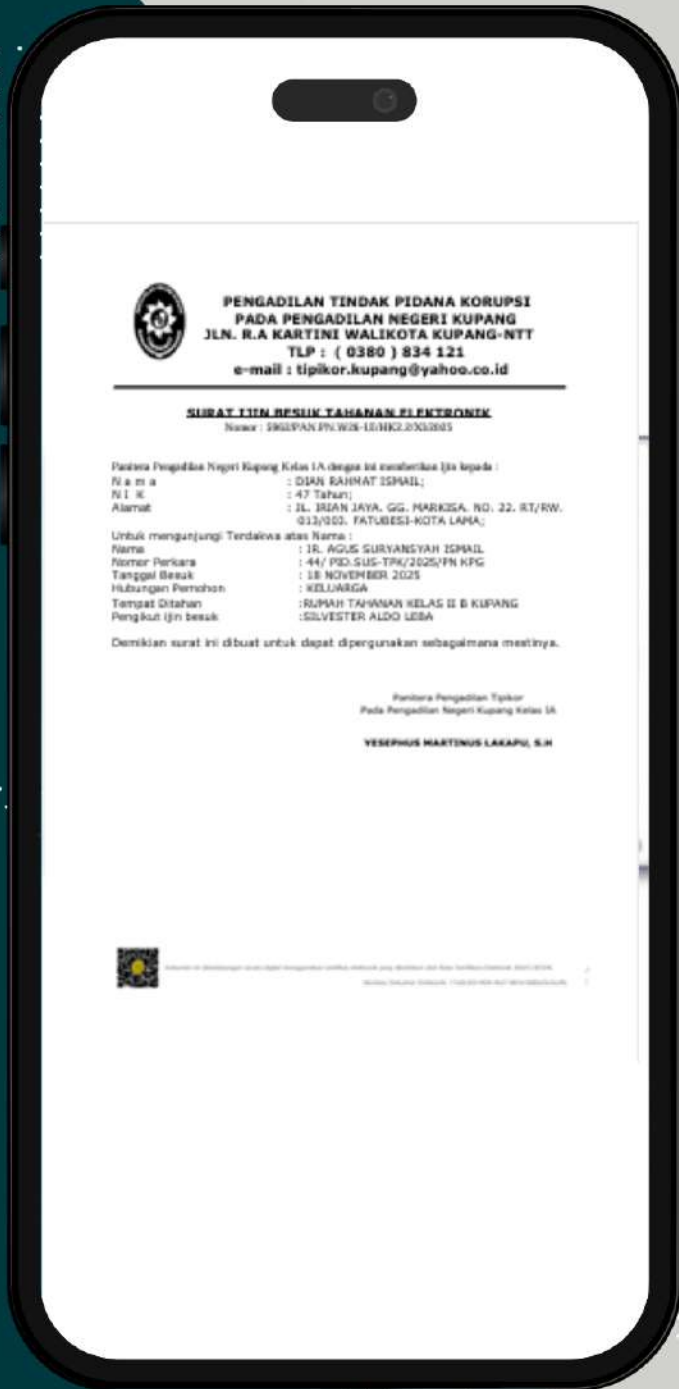 PENGADILAN TINDAK PIDANA KORUPSI
PADA PENGADILAN NEGERI KUPANG
JLN. R.A KARTINI WALIKOTA KUPANG-NTT
TLP : ( 0380 ) 834 121
e-mail : tipikor.kupang@yahoo.co.id
SURAT IJIN BESUK TAHANAN ELEKTRONIK
Nomor :
Panitera Pengadilan Negeri Kupang Kelas 1A dengan ini memberikan Ijin kepada :
N a m a : DIAN RAHMAT ISMAIL;
N I K : 47 Tahun;
Alamat : JL. IRIAN JAYA. GG. MARKISA. NO. 22. RT/RW.
013/003. FATUBESI-KOTA LAMA;
Untuk mengunjungi Terdakwa atas Nama :
Nama : IR. AGUS SURYANSYAH ISMAIL
Nomor Perkara : 44/ PID.SUS-TPK/2025/PN KPG
Tanggal Besuk : 18 NOVEMBER 2025
Hubungan Pemohon : KELUARGA
Tempat Ditahan :RUMAH TAHANAN KELAS II B KUPANG
Pengikut ijin besuk :SILVESTER ALDO LEBA
Demikian surat ini dibuat untuk dapat dipergunakan sebagaimana mestinya.
Panitera Pengadilan Tipikor
Pada Pengadilan Negeri Kupang Kelas IA
YESEPHUS MARTINUS LAKAPU, S.H